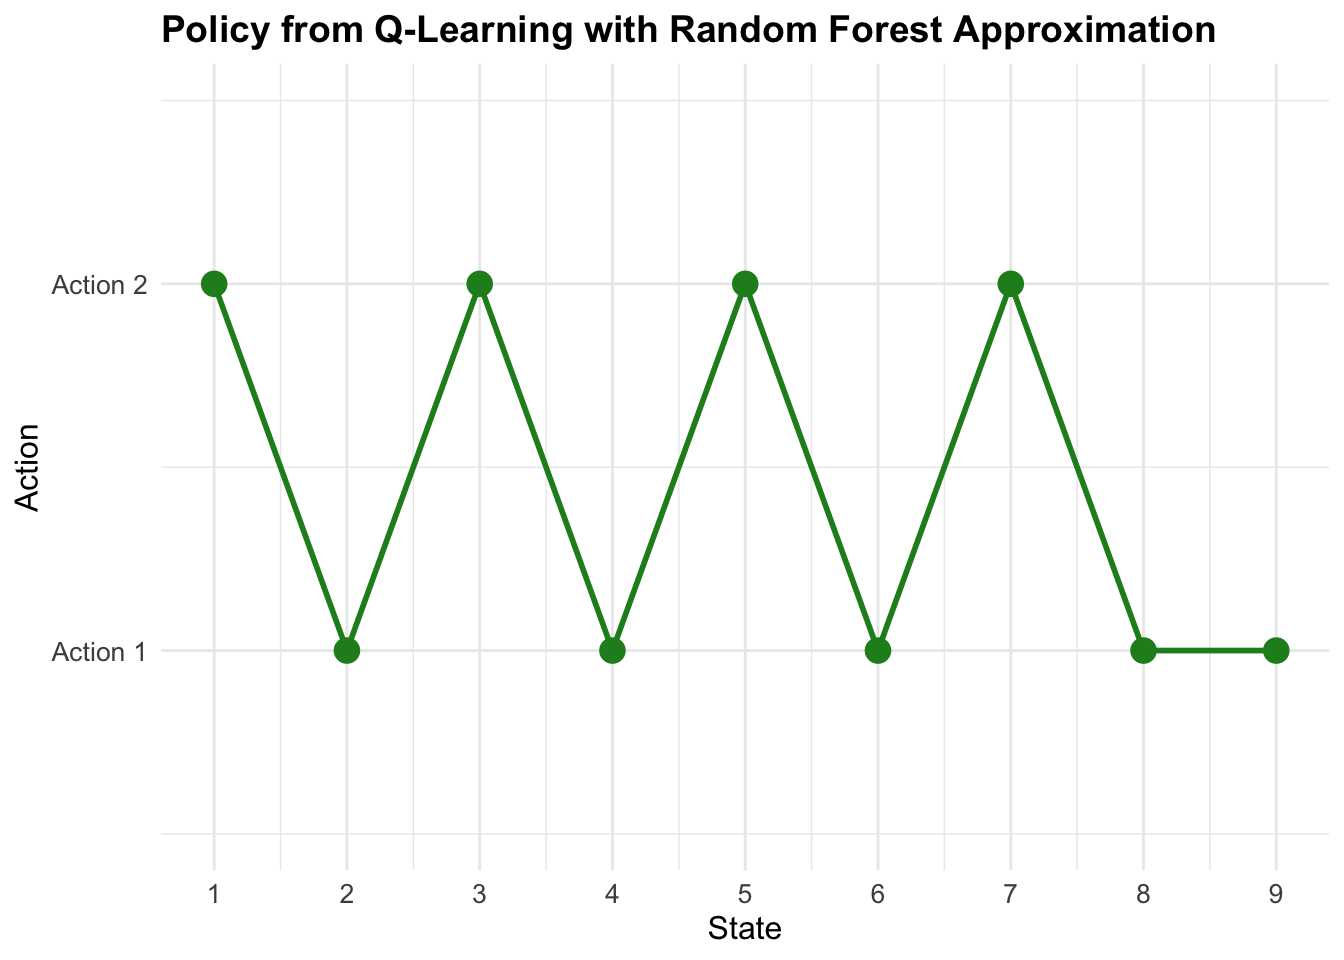 Policy from Q-Learning with Random Forest Approximation
Action
Action 2
Action 1
1 2 3 4 5 6 7 8 9
State